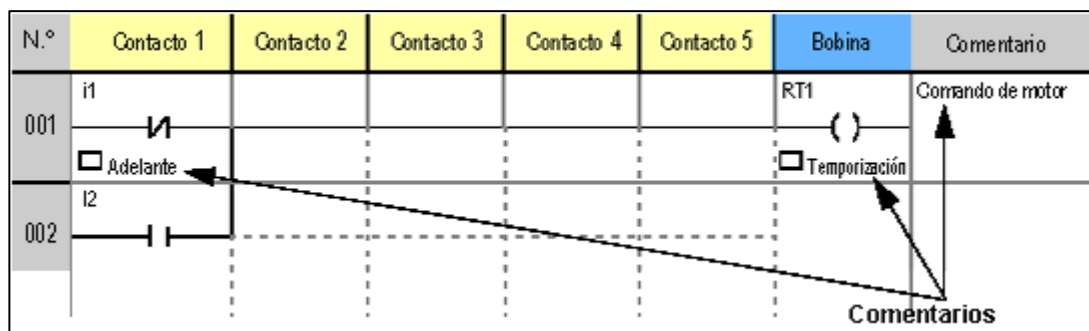 N.º Contacto 1 Contacto 2 Contacto 3 Contacto 4 Contacto 5 Bobina Comentario
i1 RT1 Comando de motor
001
Adelante Temporización
I2
002
Comentarios